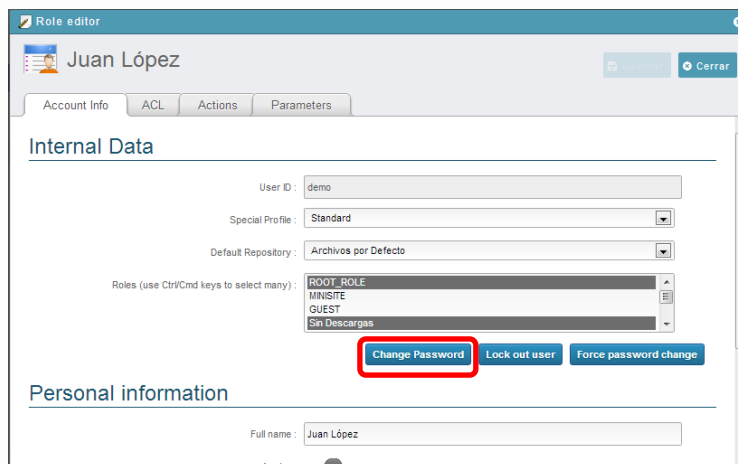 Role editor
Juan López
Guardar
Cerrar
Account Info
ACL
Actions
Parameters
Internal Data
User ID : demo
Special Profile : Standard
Default Repository : Archivos por Defecto
Roles (use Ctrl/Cmd keys to select many) : ROOT_ROLE
MINISITE
GUEST
Sin Descargas
Change Password
Lock out user
Force password change
Personal information
Full name : Juan López